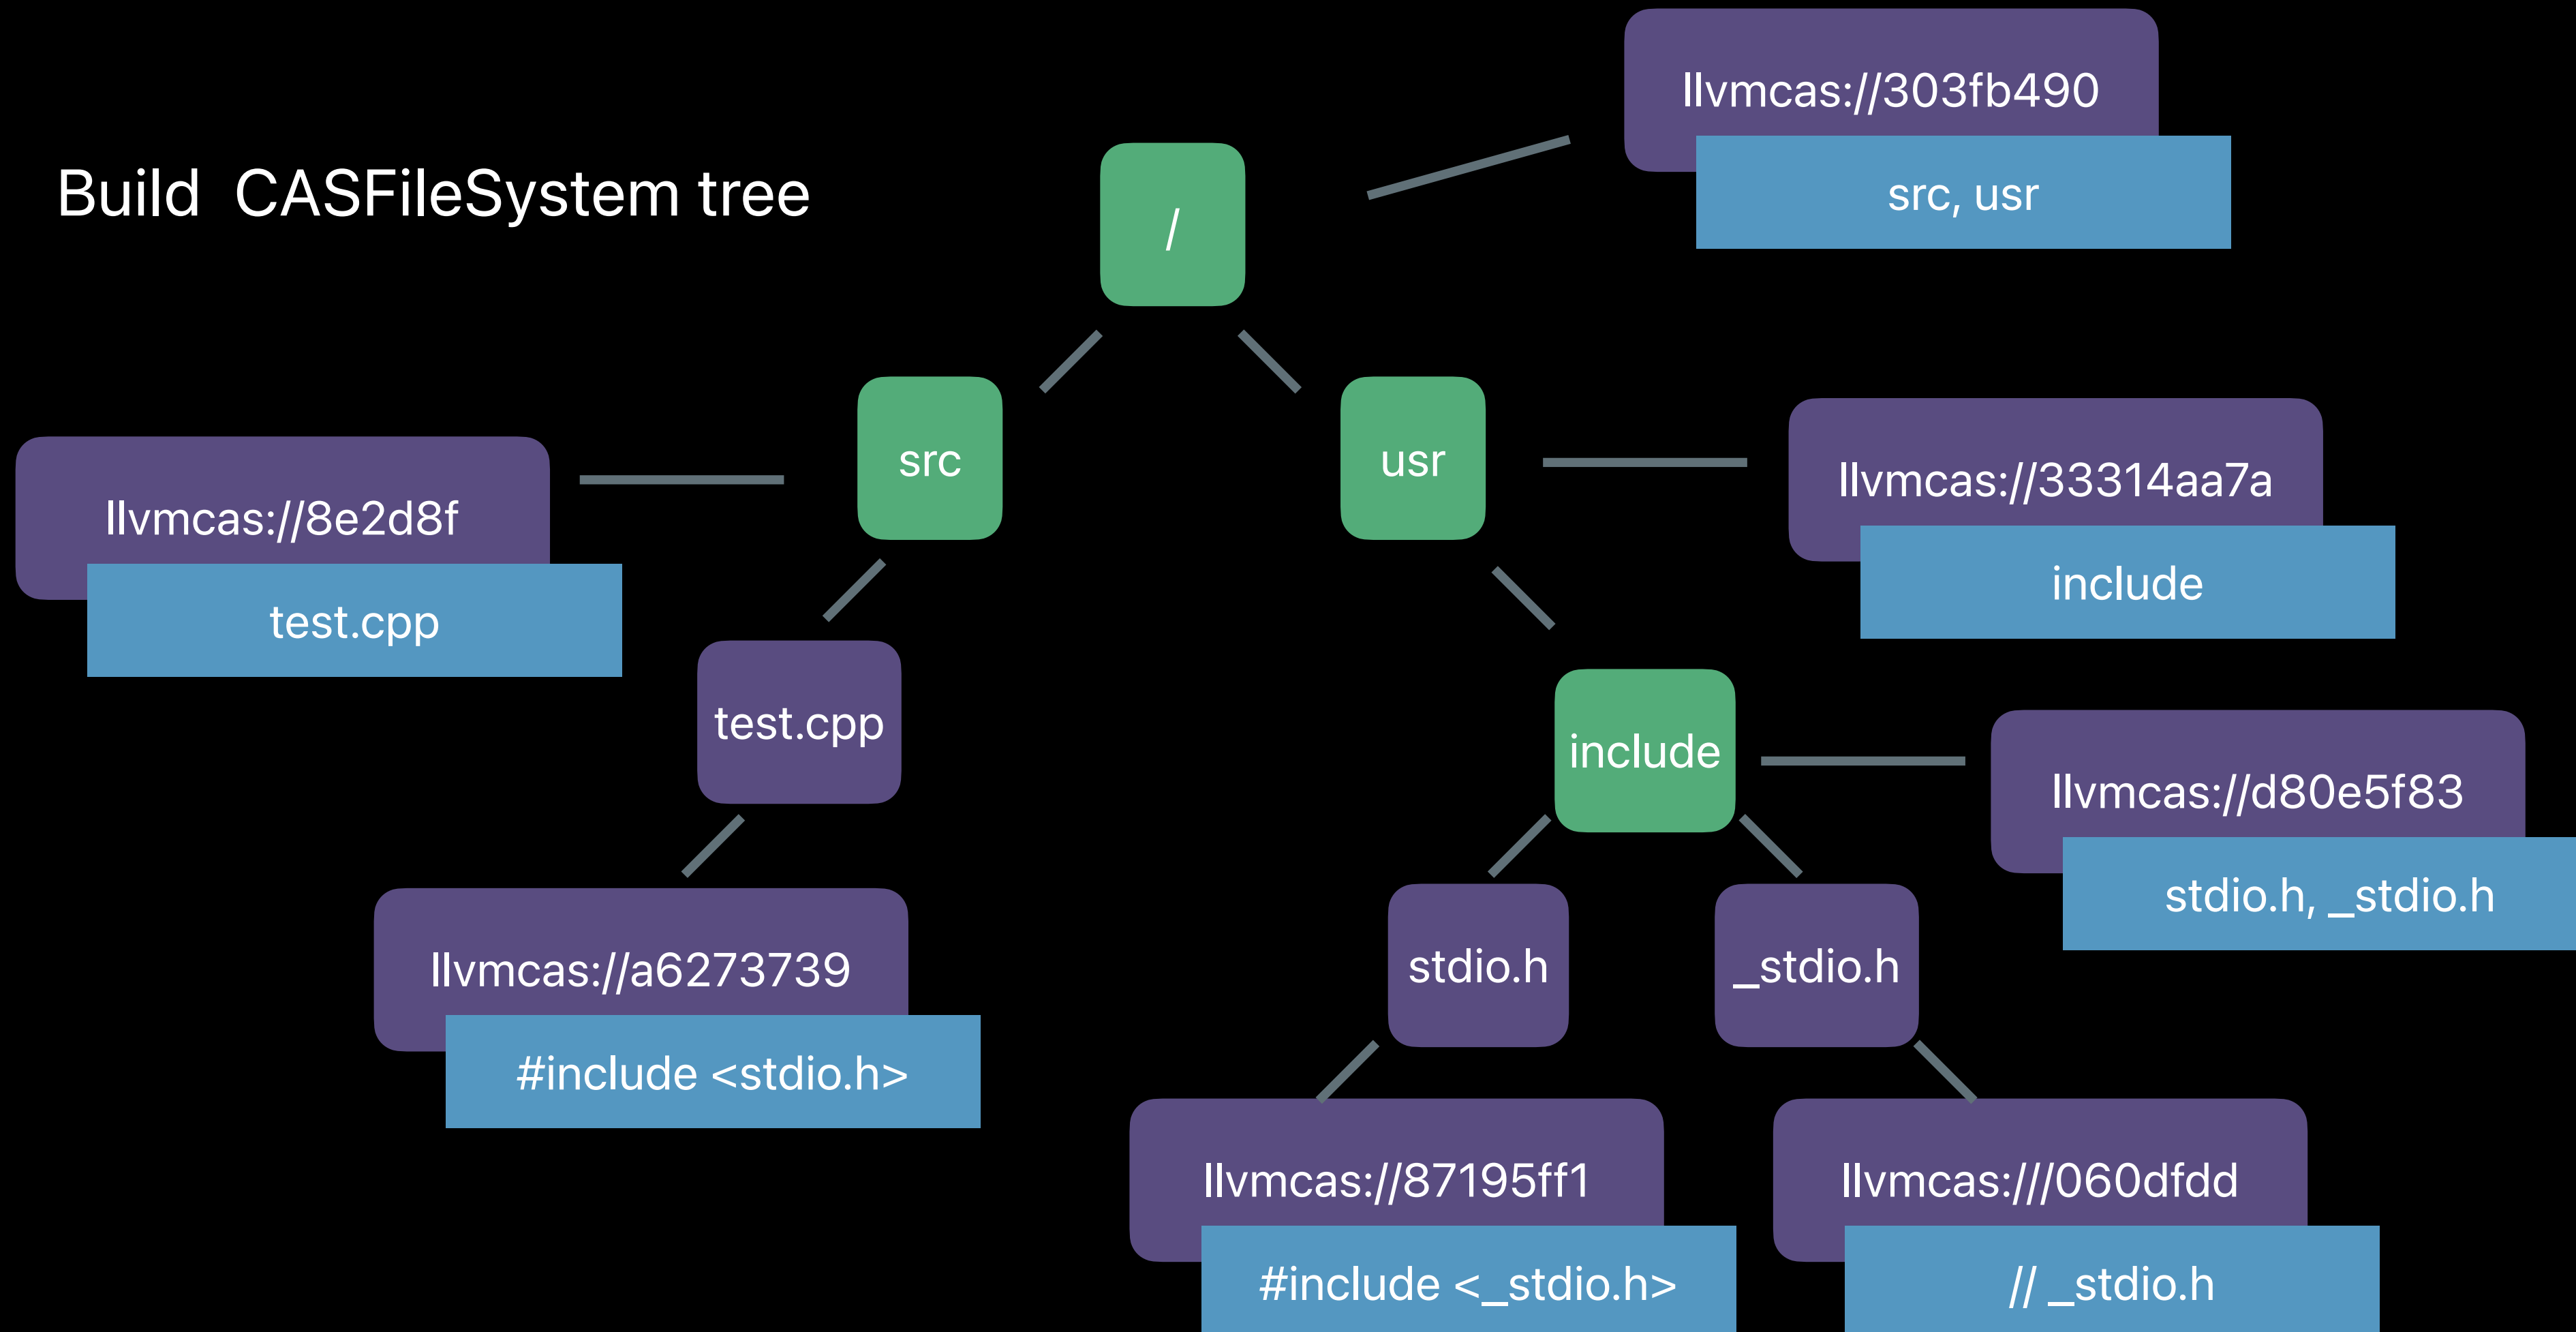 Build  CASFileSystem tree
/
llvmcas://303fb490
src, usr
src
usr
llvmcas://8e2d8f
test.cpp
llvmcas://33314aa7a
include
test.cpp
include
llvmcas://d80e5f83
stdio.h, _stdio.h
llvmcas://a6273739
#include <stdio.h>
stdio.h
_stdio.h
llvmcas://87195ff1
#include <_stdio.h>
llvmcas:///060dfdd
// _stdio.h